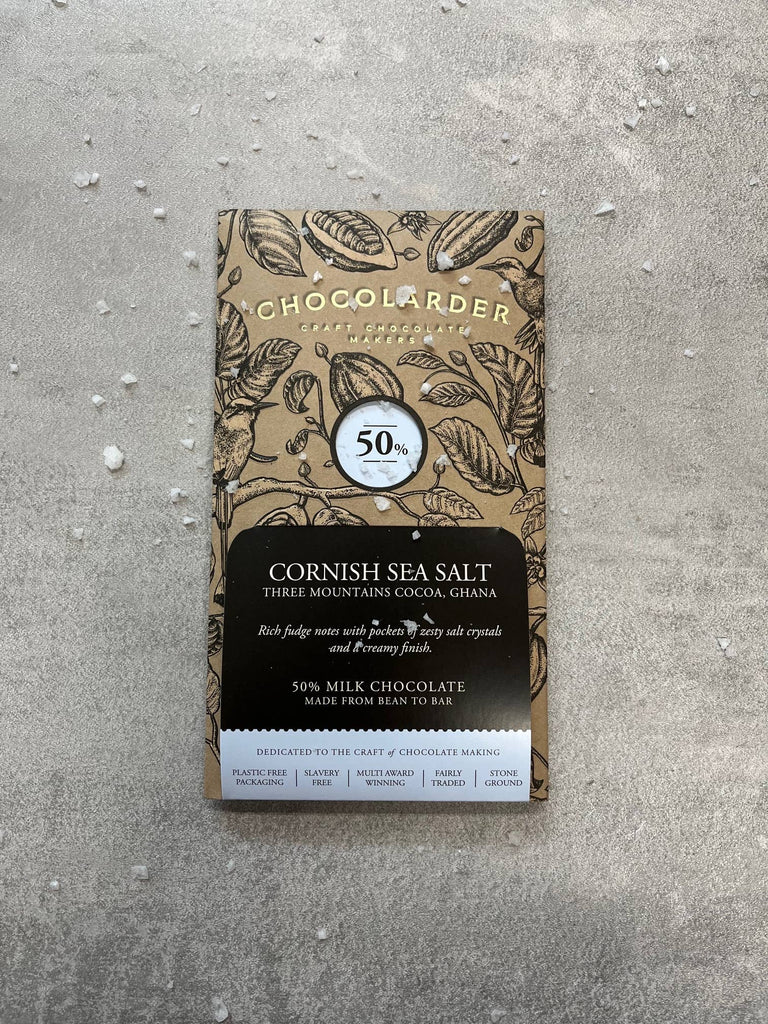 CHOCOLARDER
CRAFT CHOCOLATE
MAKERS
50%
CORNISH SEA SALT
THREE MOUNTAINS COCOA, GHANA
Rich fudge notes with pockets of zesty salt crystals
and a creamy finish.
50% MILK CHOCOLATE
MADE FROM BEAN TO BAR
DEDICATED TO THE CRAFT of CHOCOLATE MAKING
PLASTIC FREE
PACKAGING
SLAVERY
FREE
MULTI AWARD
WINNING
FAIRLY
TRADED
STONE
GROUND